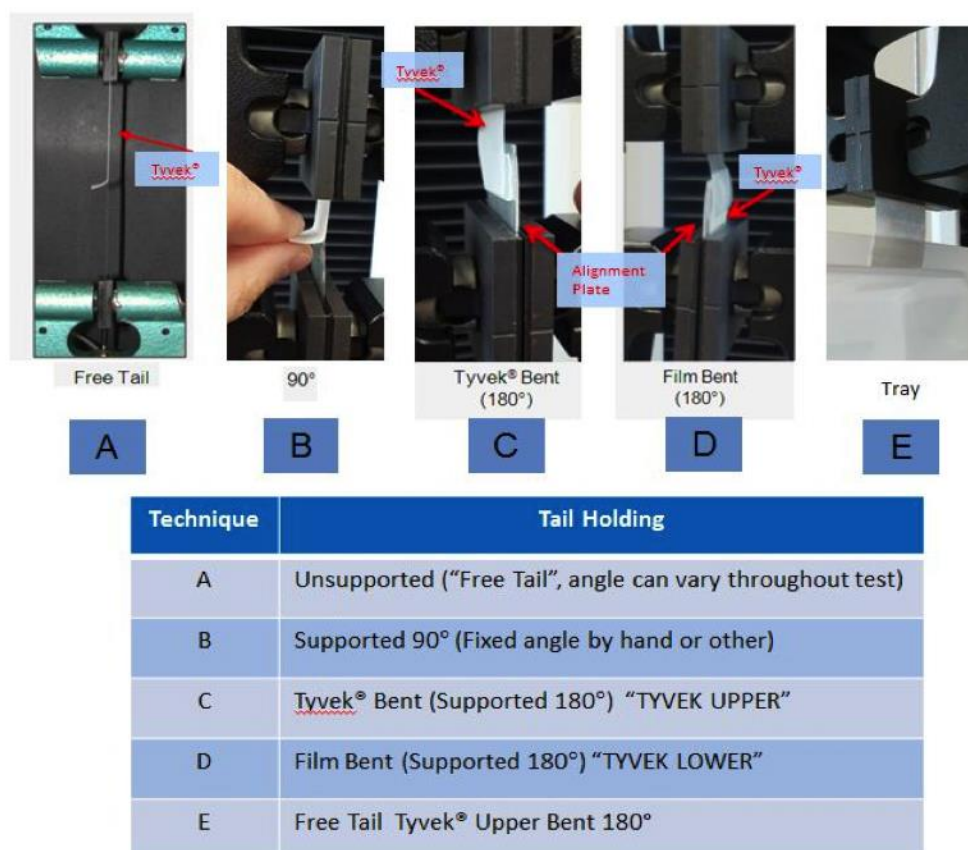 Tyvek®
Tyvek®
Tyvek®
Alignment
Plate
Free Tail
90°
Tyvek® Bent
(180°)
Film Bent
(180°)
Tray
A
B
C
D
E
Technique
Tail Holding
A
Unsupported (“Free Tail”, angle can vary throughout test)
B
Supported 90° (Fixed angle by hand or other)
C
Tyvek® Bent (Supported 180°) “TYVEK UPPER”
D
Film Bent (Supported 180°) “TYVEK LOWER”
E
Free Tail Tyvek® Upper Bent 180°